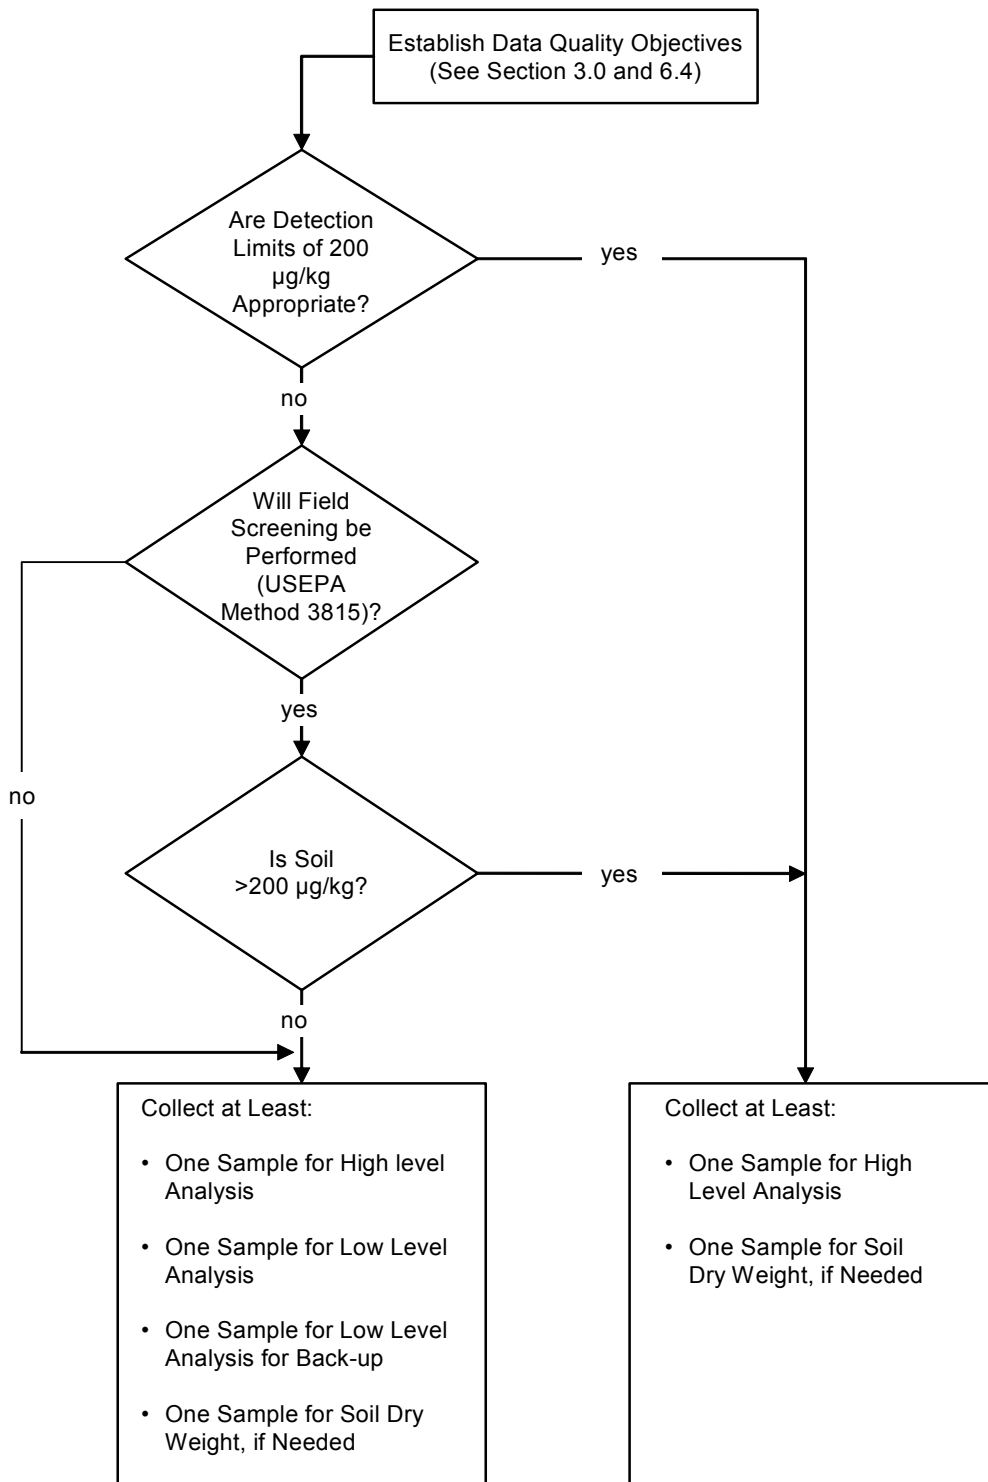 Establish Data Quality Objectives
(See Section 3.0 and 6.4)
Are Detection
Limits of 200
µg/kg
Appropriate?
yes
no
Will Field
Screening be
Performed
(USEPA
Method 3815)?
yes
no
Is Soil
>200 µg/kg?
yes
no
Collect at Least:
• One Sample for High level
Analysis
• One Sample for Low Level
Analysis
• One Sample for Low Level
Analysis for Back-up
• One Sample for Soil Dry
Weight, if Needed
Collect at Least:
• One Sample for High
Level Analysis
• One Sample for Soil
Dry Weight, if Needed